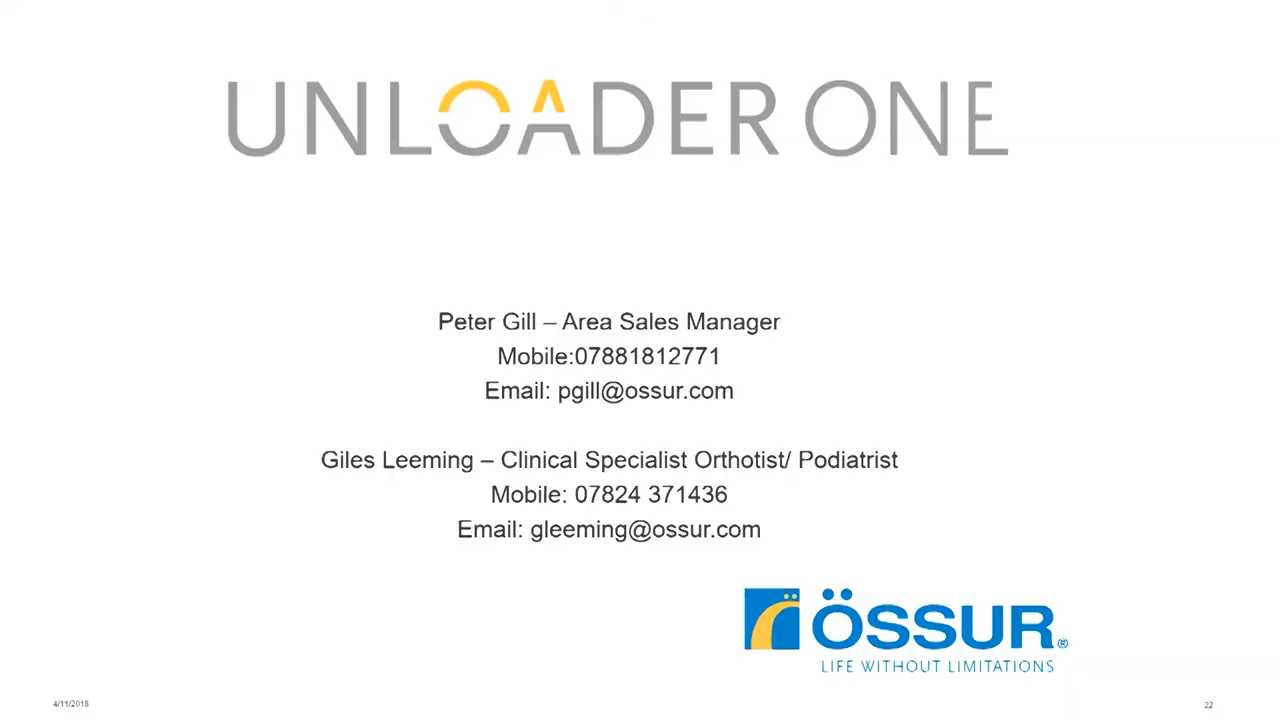 UNLOADER ONE
Peter Gill – Area Sales Manager
Mobile:07881812771
Email: pgill@ossur.com
Giles Leeming – Clinical Specialist Orthotist/ Podiatrist
Mobile: 07824 371436
Email: gleeming@ossur.com
ÖSSUR®
LIFE WITHOUT LIMITATIONS
4/11/2018
22